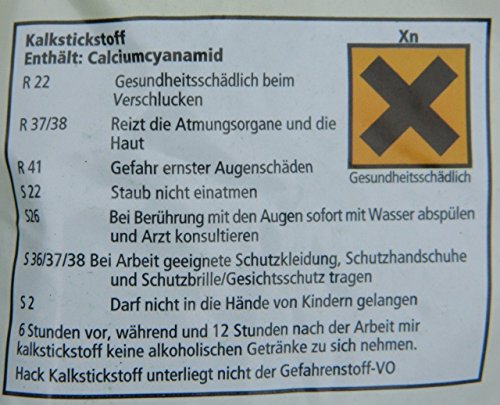 Kalkstickstoff
Enthält: Calciumcyanamid
Xn
R 22 Gesundheitsschädlich beim
Verschlucken
R 37/38 Reizt die Atmungsorgane und die
Haut
R 41 Gefahr ernster Augenschäden
Gesundheitsschädlich
S 22 Staub nicht einatmen
S26 Bei Berührung mit den Augen sofort mit Wasser abspülen
und Arzt konsultieren
S 36/37/38 Bei Arbeit geeignete Schutzkleidung, Schutzhandschuhe
und Schutzbrille/Gesichtsschutz tragen
S 2 Darf nicht in die Hände von Kindern gelangen
6 Stunden vor, während und 12 Stunden nach der Arbeit mir
kalkstickstoff keine alkoholischen Getränke zu sich nehmen.
Hack Kalkstickstoff unterliegt nicht der Gefahrenstoff-VO